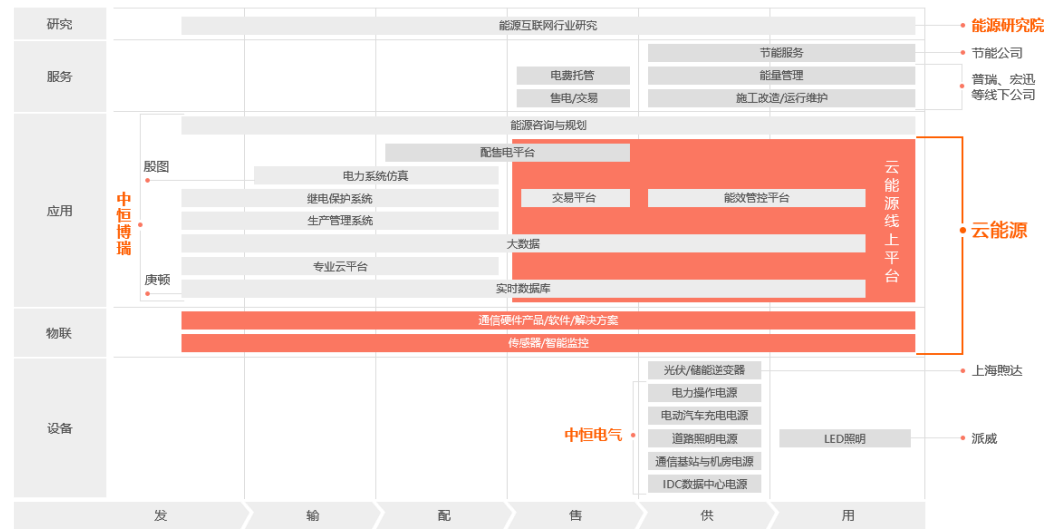 研究
能源互联网行业研究
能源研究院
服务
节能服务
节能公司
电费托管
能量管理
售电/交易
施工改造/运行维护
普瑞、宏迅
等线下公司
应用
能源咨询与规划
配售电平台
殷图
电力系统仿真
中恒博瑞
继电保护系统
交易平台
能效管控平台
云能源线上平台
生产管理系统
云能源
大数据
专业云平台
庚顿
实时数据库
物联
通信硬件产品/软件/解决方案
传感器/智能监控
设备
光伏/储能逆变器
上海煦达
电力操作电源
电动汽车充电电源
中恒电气
道路照明电源
LED照明
派威
通信基站与机房电源
IDC数据中心电源
发
输
配
售
供
用